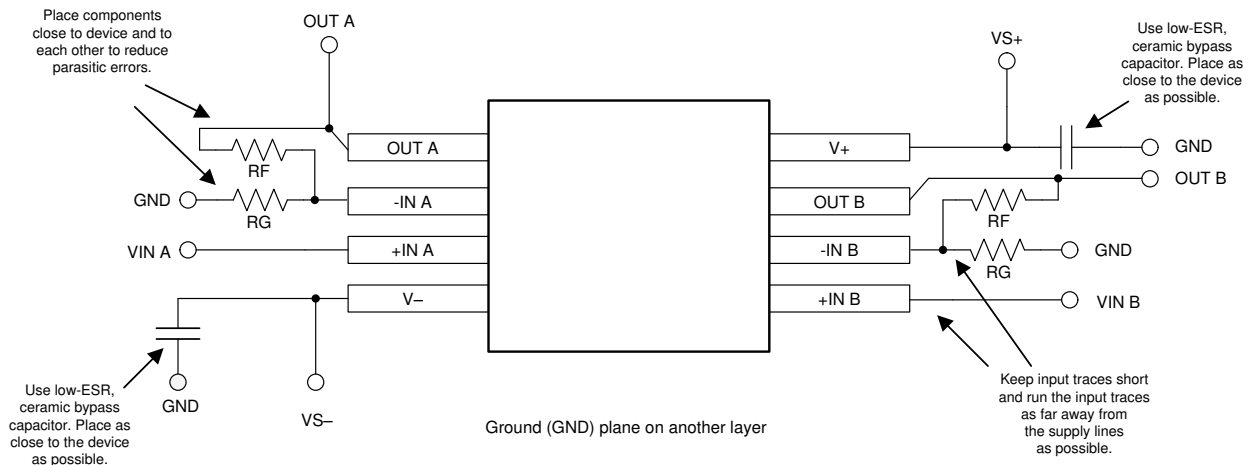 Place components
close to device and to
each other to reduce
parasitic errors.
OUT A
VS+
Use low-ESR,
ceramic bypass
capacitor. Place as
close to the device
as possible.
OUT A
RF
GND
RG
-IN A
VIN A
+IN A
V–
V+
GND
OUT B
OUT B
RF
-IN B
RG
GND
+IN B
VIN B
Use low-ESR,
ceramic bypass
capacitor. Place as
close to the device
as possible.
GND
VS–
Ground (GND) plane on another layer
Keep input traces short
and run the input traces
as far away from
the supply lines
as possible.